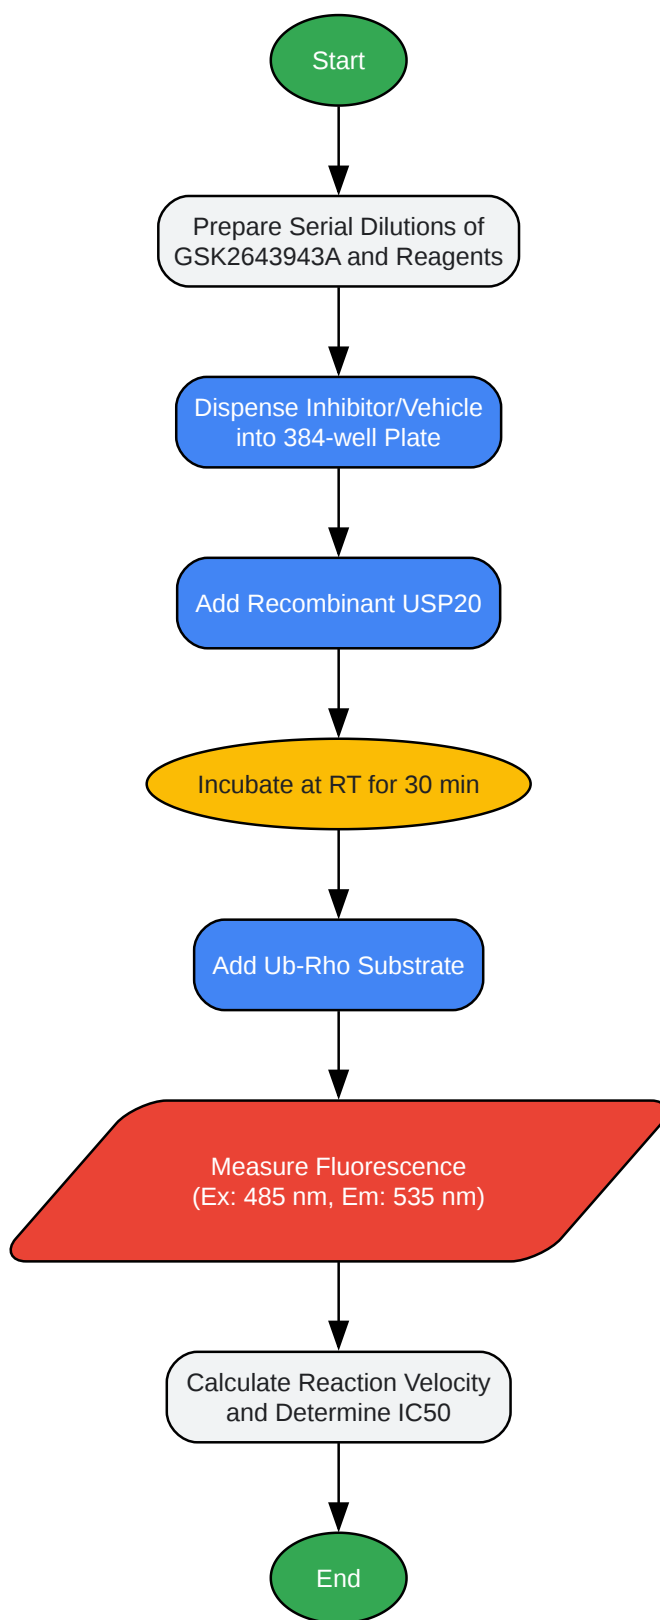 Start
Prepare Serial Dilutions of
GSK2643943A and Reagents
Dispense Inhibitor/Vehicle
into 384-well Plate
Add Recombinant USP20
Incubate at RT for 30 min
Add Ub-Rho Substrate
Measure Fluorescence
(Ex: 485 nm, Em: 535 nm)
Calculate Reaction Velocity
and Determine IC50
End